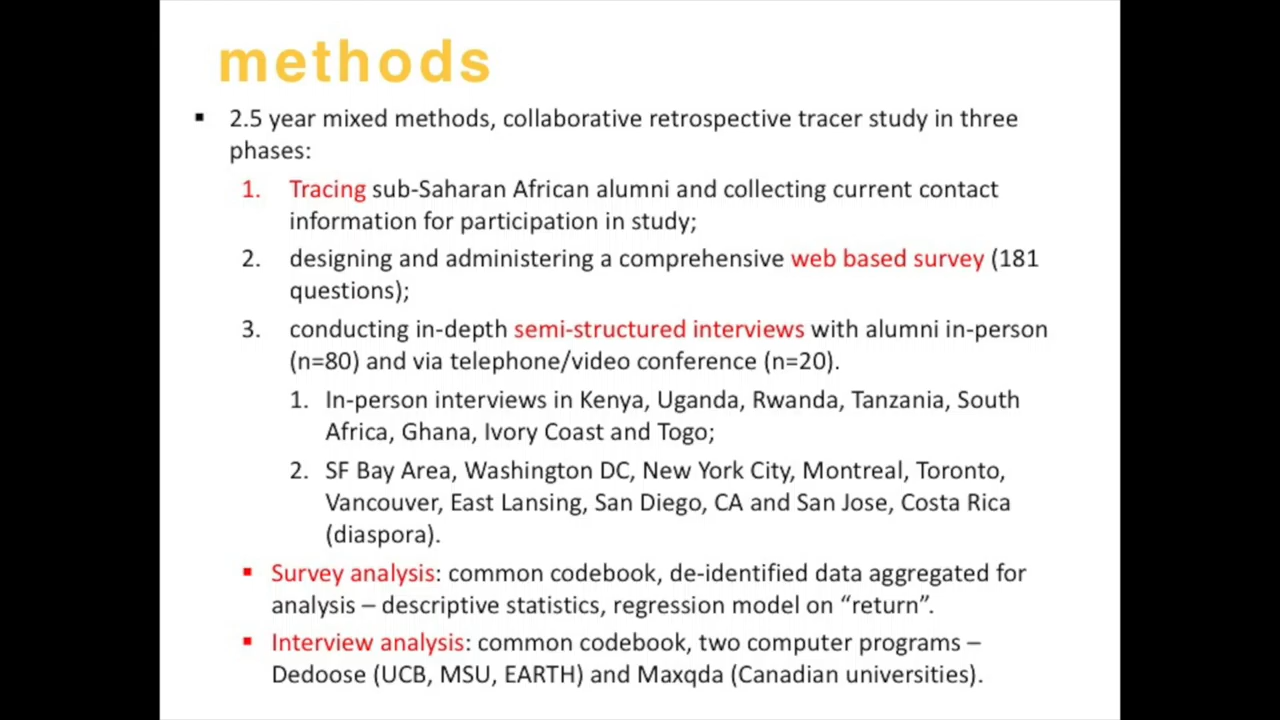 methods
▪ 2.5 year mixed methods, collaborative retrospective tracer study in three
phases:
1. Tracing sub-Saharan African alumni and collecting current contact
information for participation in study;
2. designing and administering a comprehensive web based survey (181
questions);
3. conducting in-depth semi-structured interviews with alumni in-person
(n=80) and via telephone/video conference (n=20).
1. In-person interviews in Kenya, Uganda, Rwanda, Tanzania, South
Africa, Ghana, Ivory Coast and Togo;
2. SF Bay Area, Washington DC, New York City, Montreal, Toronto,
Vancouver, East Lansing, San Diego, CA and San Jose, Costa Rica
(diaspora).
▪ Survey analysis: common codebook, de-identified data aggregated for
analysis – descriptive statistics, regression model on “return”.
▪ Interview analysis: common codebook, two computer programs –
Dedoose (UCB, MSU, EARTH) and Maxqda (Canadian universities).